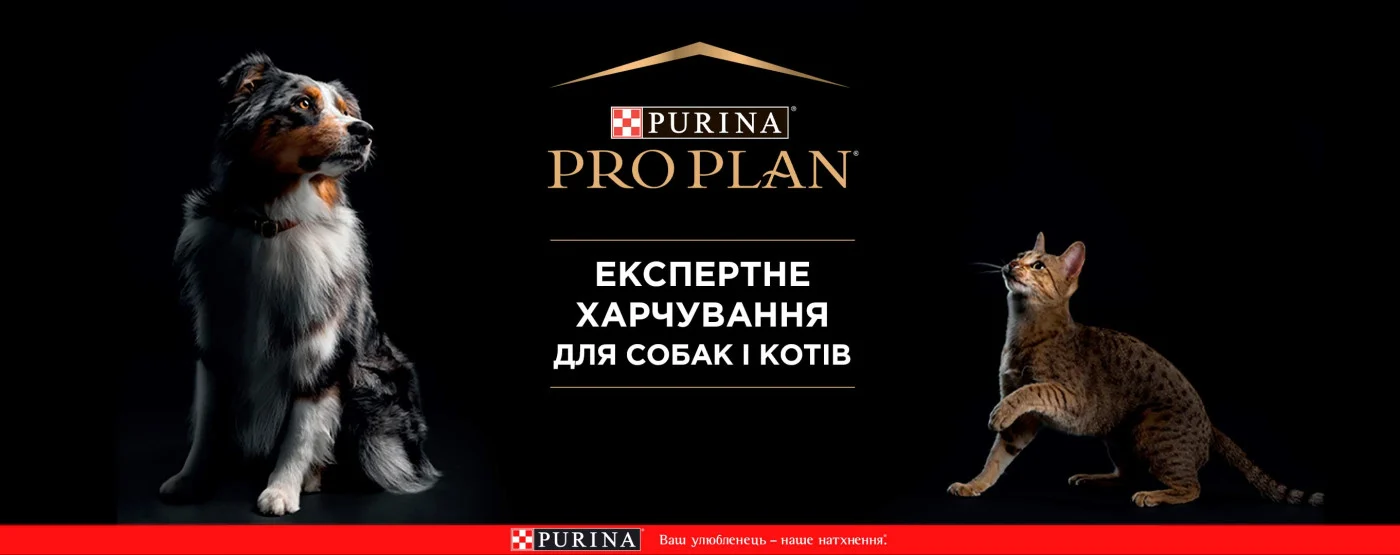 PURINA®
PRO PLAN®
ЕКСПЕРТНЕ
ХАРЧУВАННЯ
ДЛЯ СОБАК І КОТІВ
PURINA® Ваш улюбленець – наше натхнення.